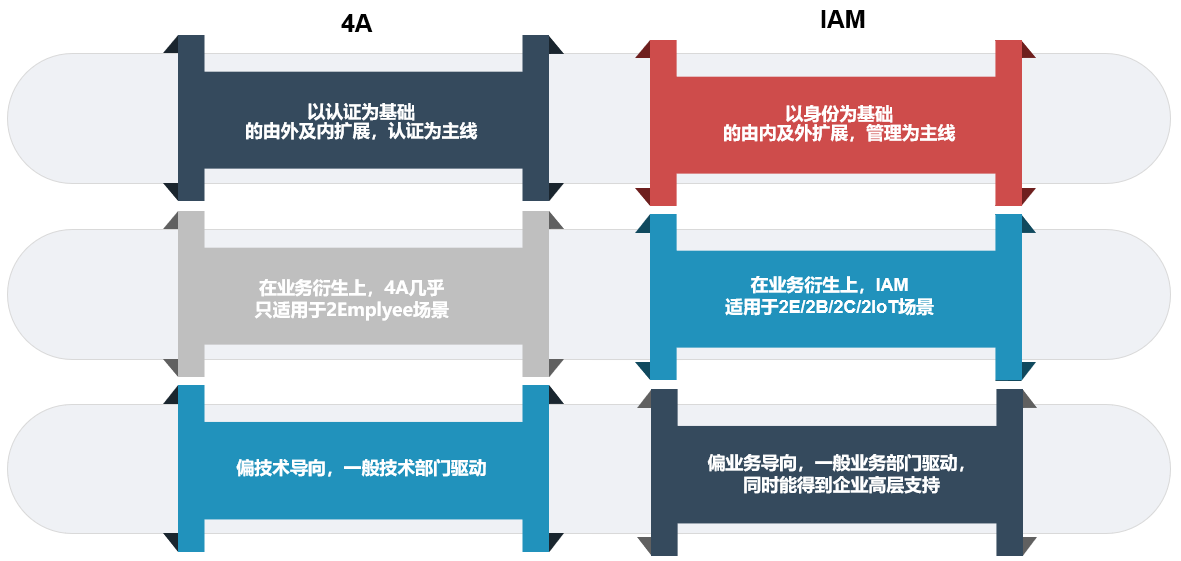 4A
IAM
以认证为基础
的由外及内扩展，认证为主线
以身份为基础
的由内及外扩展，管理为主线
在业务衍生上，4A几乎
只适用于2Emplyee场景
在业务衍生上，IAM
适用于2E/2B/2C/2IoT场景
偏技术导向，一般技术部门驱动
偏业务导向，一般业务部门驱动，
同时能得到企业高层支持